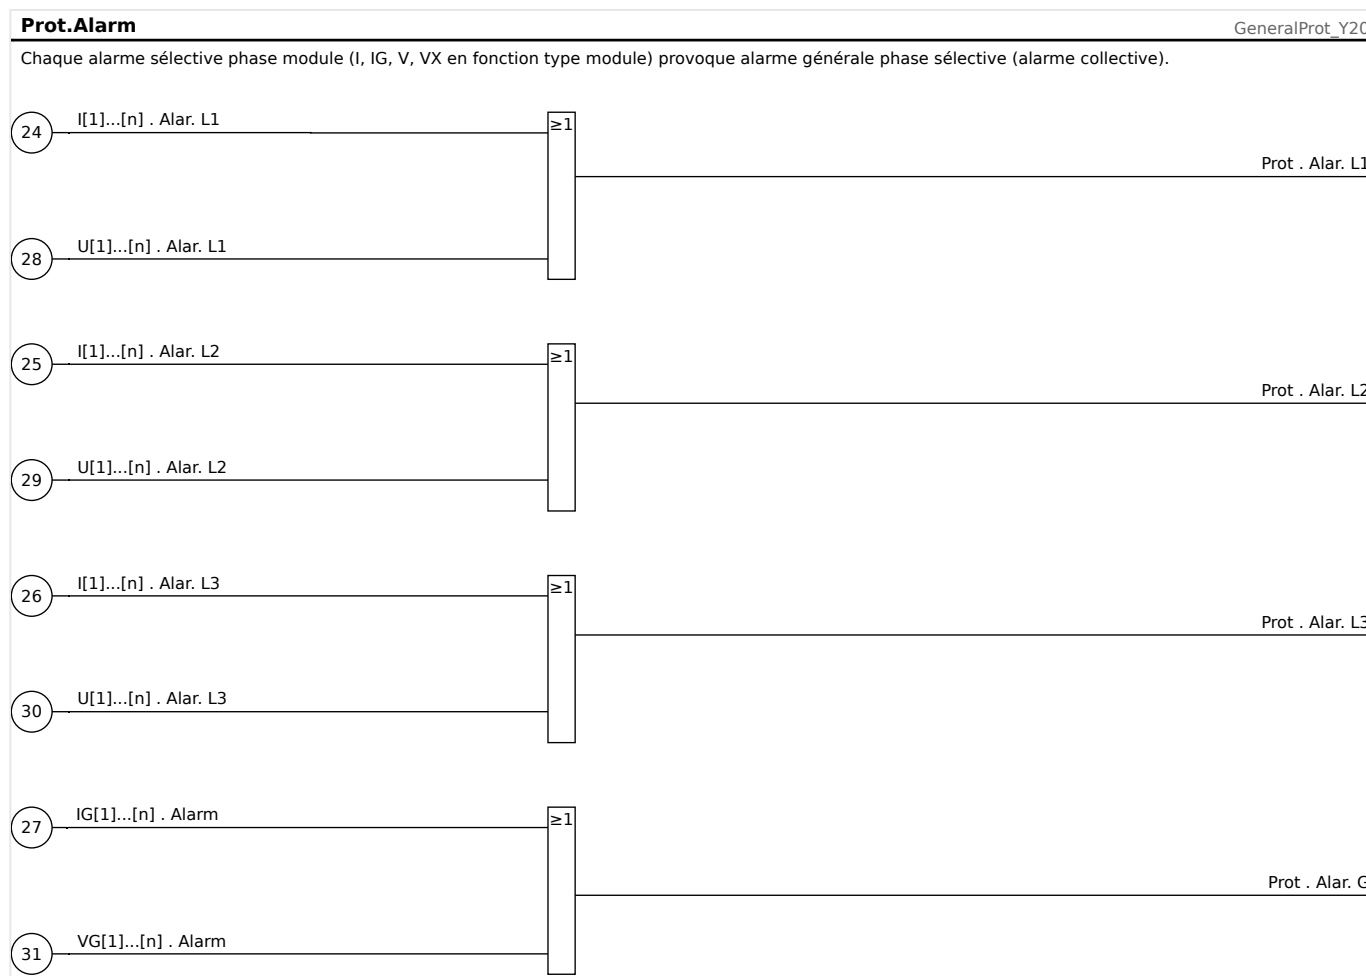 Prot.Alarm
GeneralProt_Y20
Chaque alarme sélective phase module (I, IG, V, VX en fonction type module) provoque alarme générale phase sélective (alarme collective).
24 I[1]...[n] . Alar. L1
≥1
Prot . Alar. L1
28 U[1]...[n] . Alar. L1
25 I[1]...[n] . Alar. L2
≥1
Prot . Alar. L2
29 U[1]...[n] . Alar. L2
26 I[1]...[n] . Alar. L3
≥1
Prot . Alar. L3
30 U[1]...[n] . Alar. L3
27 IG[1]...[n] . Alarm
≥1
Prot . Alar. G
31 VG[1]...[n] . Alarm